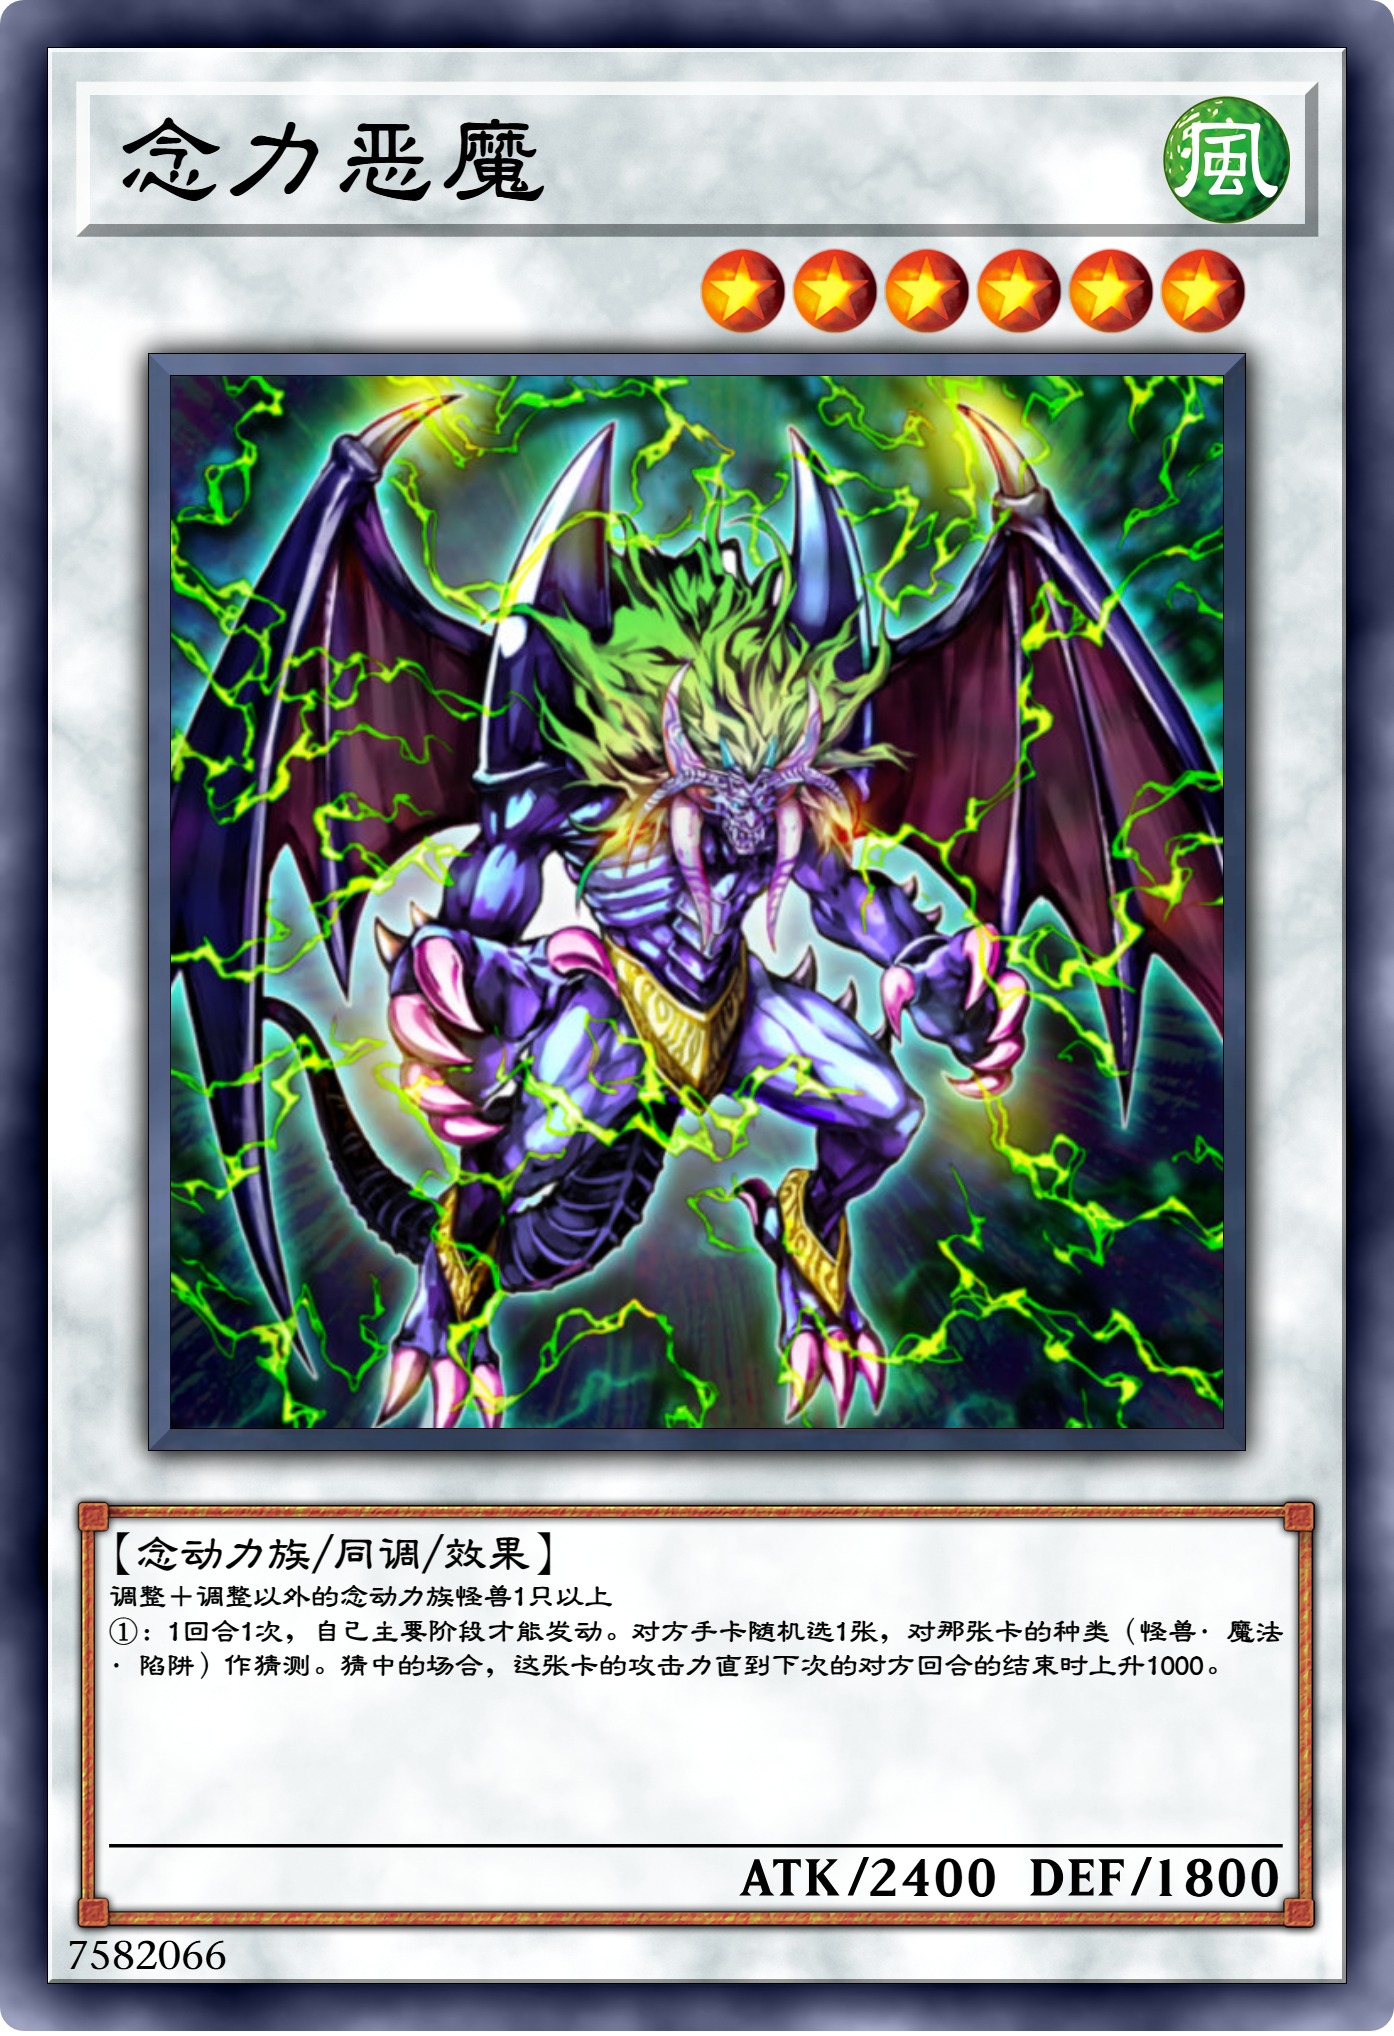 念力恶魔
風
【念动力族/同调/效果】
调整＋调整以外的念动力族怪兽1只以上
①：1回合1次，自己主要阶段才能发动。对方手卡随机选1张，对那张卡的种类（怪兽·魔法
·陷阱）作猜测。猜中的场合，这张卡的攻击力直到下次的对方回合的结束时上升1000。
ATK/2400 DEF/1800
7582066